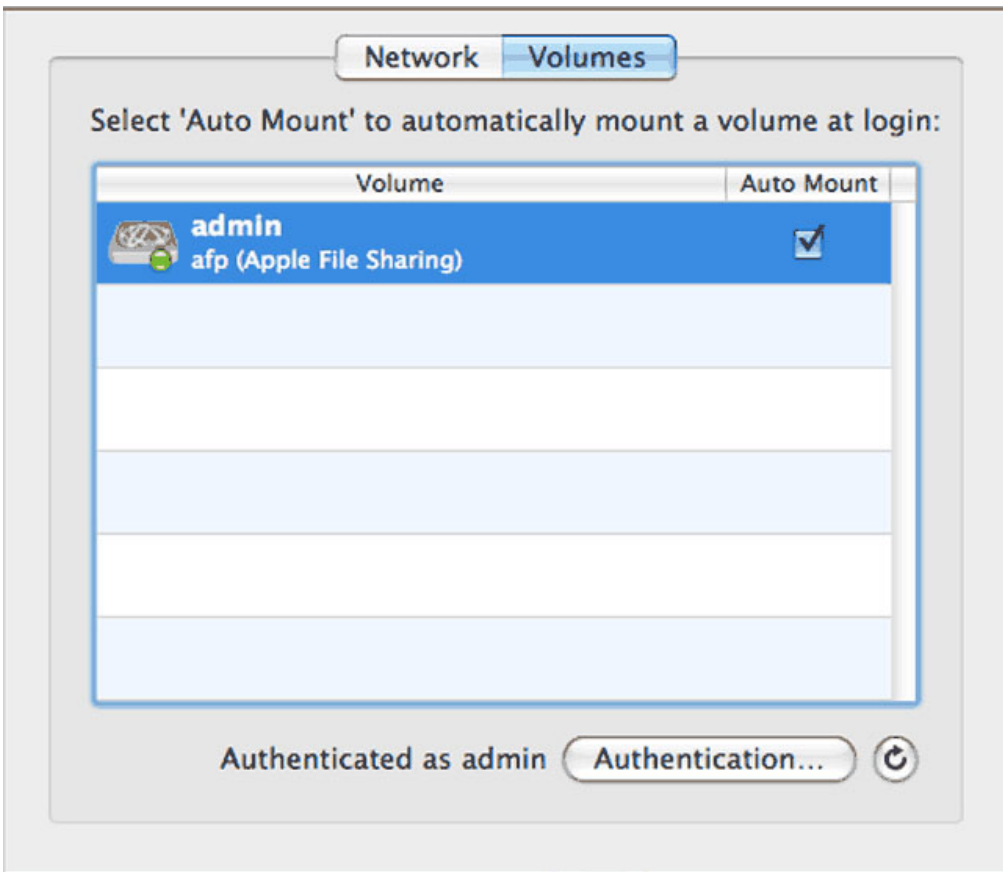 Network Volumes
Select 'Auto Mount' to automatically mount a volume at login:
Volume Auto Mount
admin
afp (Apple File Sharing)
Authenticated as admin Authentication...